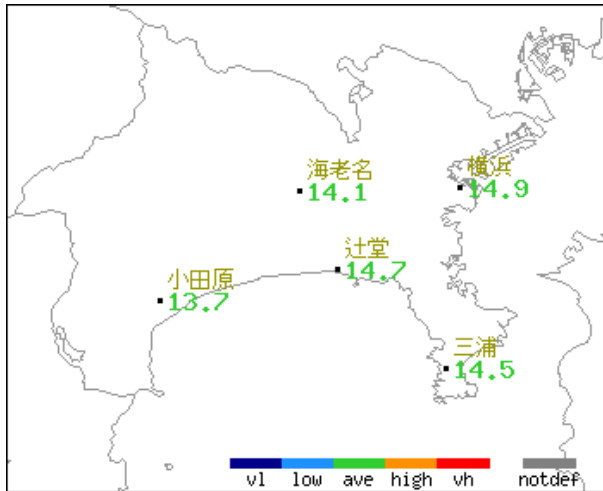 海老名
14.1
横浜
14.9
辻堂
14.7
小田原
13.7
三浦
14.5
vl low ave high vh notdef